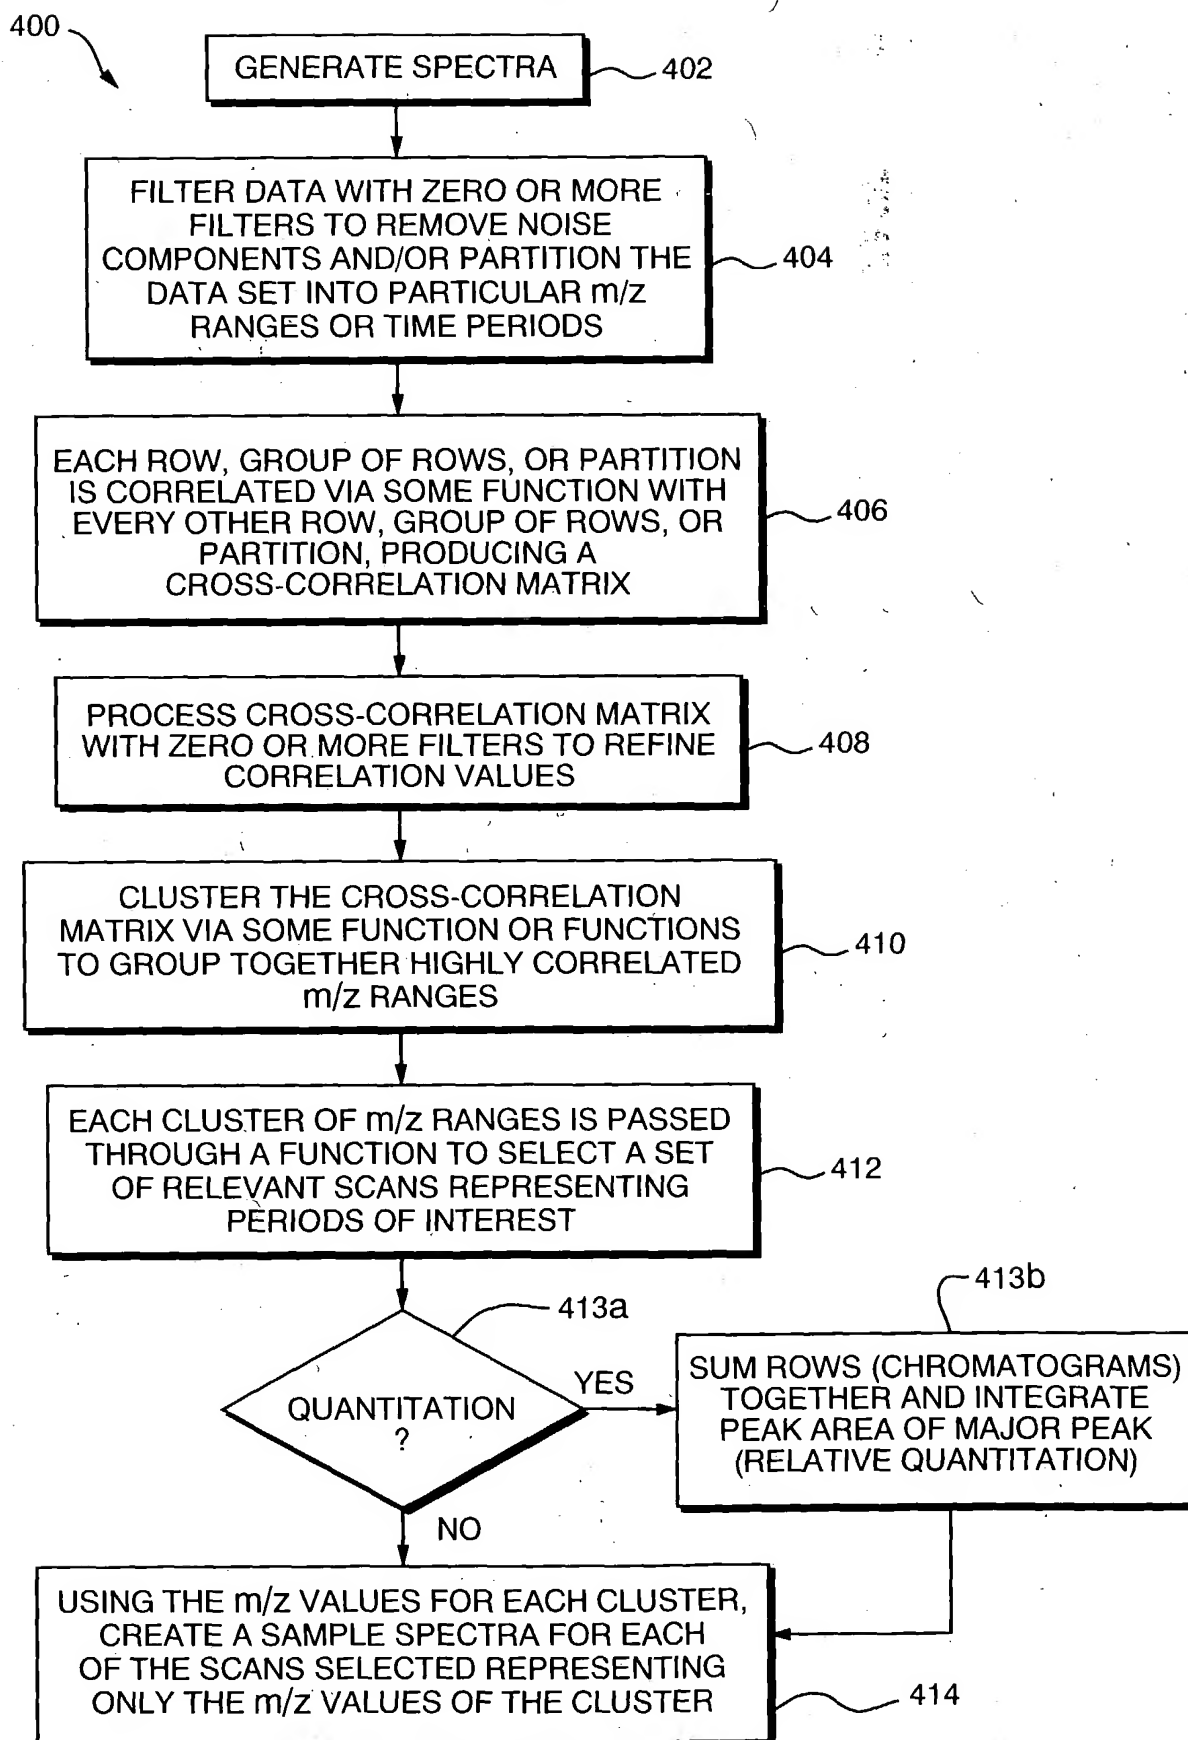 400
GENERATE SPECTRA
402
FILTER DATA WITH ZERO OR MORE
FILTERS TO REMOVE NOISE
COMPONENTS AND/OR PARTITION THE
DATA SET INTO PARTICULAR m/z
RANGES OR TIME PERIODS
404
EACH ROW, GROUP OF ROWS, OR PARTITION
IS CORRELATED VIA SOME FUNCTION WITH
EVERY OTHER ROW, GROUP OF ROWS, OR
PARTITION, PRODUCING A
CROSS-CORRELATION MATRIX
406
PROCESS CROSS-CORRELATION MATRIX
WITH ZERO OR MORE FILTERS TO REFINE
CORRELATION VALUES
408
CLUSTER THE CROSS-CORRELATION
MATRIX VIA SOME FUNCTION OR FUNCTIONS
TO GROUP TOGETHER HIGHLY CORRELATED
m/z RANGES
410
EACH CLUSTER OF m/z RANGES IS PASSED
THROUGH A FUNCTION TO SELECT A SET
OF RELEVANT SCANS REPRESENTING
PERIODS OF INTEREST
412
QUANTITATION
?
413a
YES
NO
413b
SUM ROWS (CHROMATOGRAMS)
TOGETHER AND INTEGRATE
PEAK AREA OF MAJOR PEAK
(RELATIVE QUANTITATION)
USING THE m/z VALUES FOR EACH CLUSTER,
CREATE A SAMPLE SPECTRA FOR EACH
OF THE SCANS SELECTED REPRESENTING
ONLY THE m/z VALUES OF THE CLUSTER
414